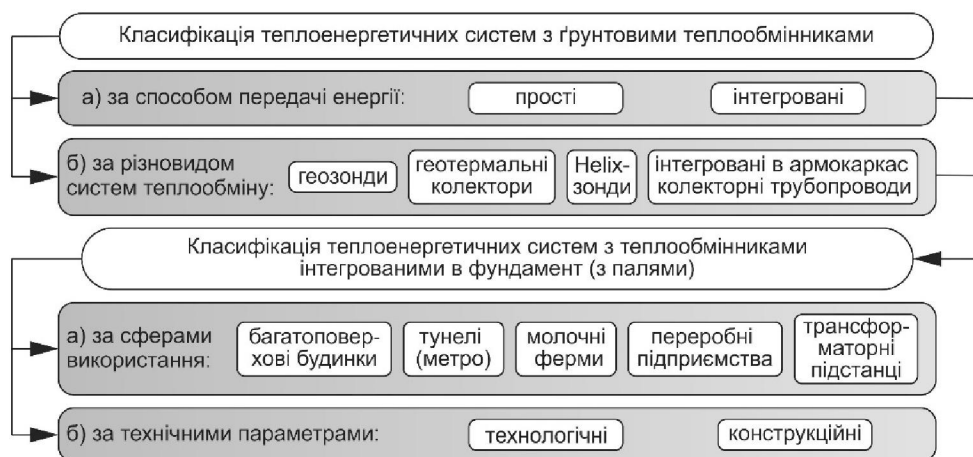 Класифікація теплоенергетичних систем з ґрунтовими теплообмінниками
а) за способом передачі енергії:
прості
інтегровані
б) за різновидом
систем теплообміну:
геозонди
геотермальні
колектори
Helix-
зонди
інтегровані в армокаркас
колекторні трубопроводи
Класифікація теплоенергетичних систем з теплообмінниками
інтегрованими в фундамент (з палями)
а) за сферами
використання:
багатоповер-
хові будинки
тунелі
(метро)
молочні
ферми
переробні
підприємства
трансфор-
маторні
підстанці
б) за технічними параметрами:
технологічні
конструкційні